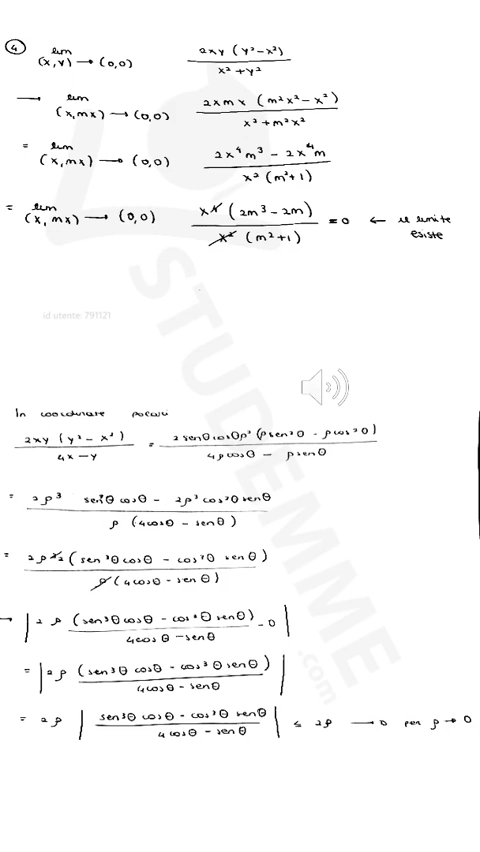 ④ lim (x,y) → (0,0) 2xy (y² - x²) / x² + y²
→ lim (x,mx) → (0,0) 2xmx (m²x² - x²) / x² + m²x²
= lim (x,mx) → (0,0) 2x⁴m³ - 2x⁴m / x² (m²+1)
= lim (x,mx) → (0,0) x⁴ (2m³ - 2m) / x² (m²+1) = 0 ← il limite
esiste
id utente: 791121
In coordinate polari
2xy (y² - x²) / 4x - y = 2 senθ cosθ ρ² (ρ sen²θ - ρ cos²θ) / 4ρ cosθ - ρ senθ
= 2ρ³ sen³θ cosθ - 2ρ³ cos³θ senθ / ρ (4cosθ - senθ)
= (sen³θ cosθ - cos³θ senθ) / ρ (4cosθ - senθ)
→ | 2ρ (sen³θ cosθ - cos³θ senθ) / 4cosθ - senθ - 0 |
= | 2ρ (sen³θ cosθ - cos³θ senθ) / 4cosθ - senθ |
= 2ρ | sen³θ cosθ - cos³θ senθ / 4cosθ - senθ | ≤ 2ρ → 0 per ρ → 0
STUDEMME
.com